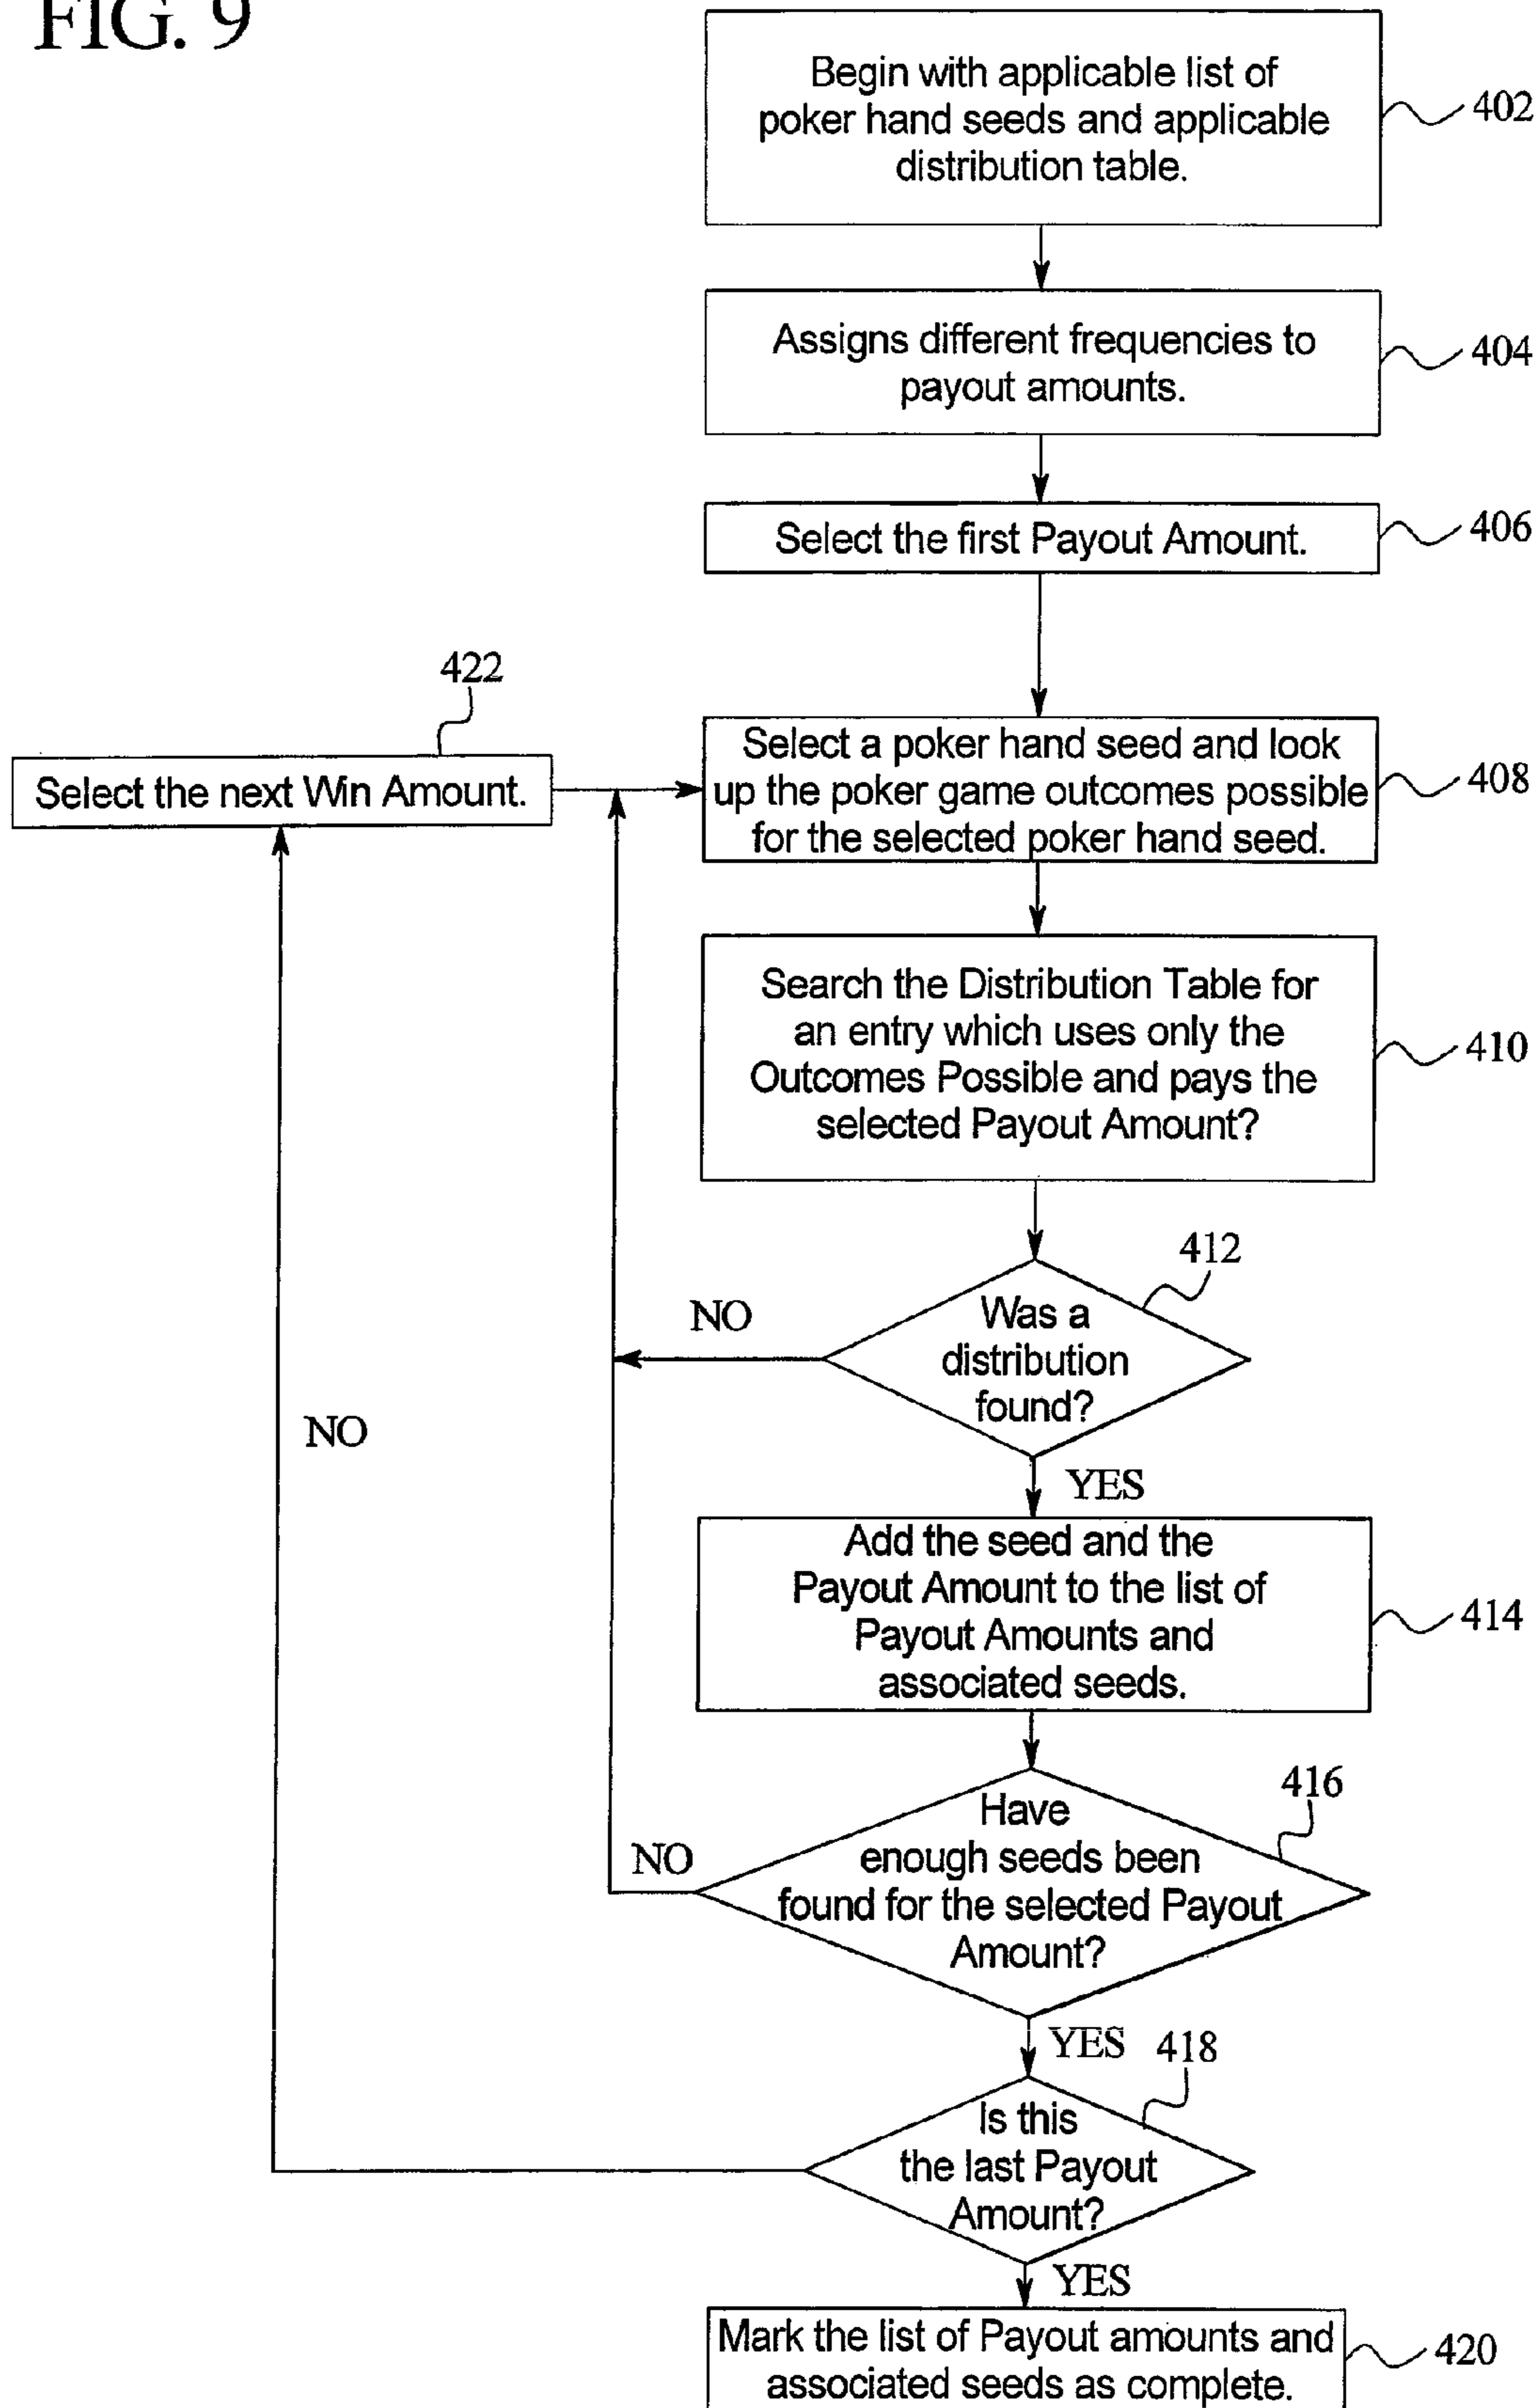 FIG. 9
Begin with applicable list of
poker hand seeds and applicable
distribution table.
402
Assigns different frequencies to
payout amounts.
404
Select the first Payout Amount.
406
422
Select the next Win Amount.
Select a poker hand seed and look
up the poker game outcomes possible
for the selected poker hand seed.
408
Search the Distribution Table for
an entry which uses only the
Outcomes Possible and pays the
selected Payout Amount?
410
412
NO
Was a
distribution
found?
NO
YES
Add the seed and the
Payout Amount to the list of
Payout Amounts and
associated seeds.
414
416
NO
Have
enough seeds been
found for the selected Payout
Amount?
YES
418
Is this
the last Payout
Amount?
YES
Mark the list of Payout amounts and
associated seeds as complete.
420